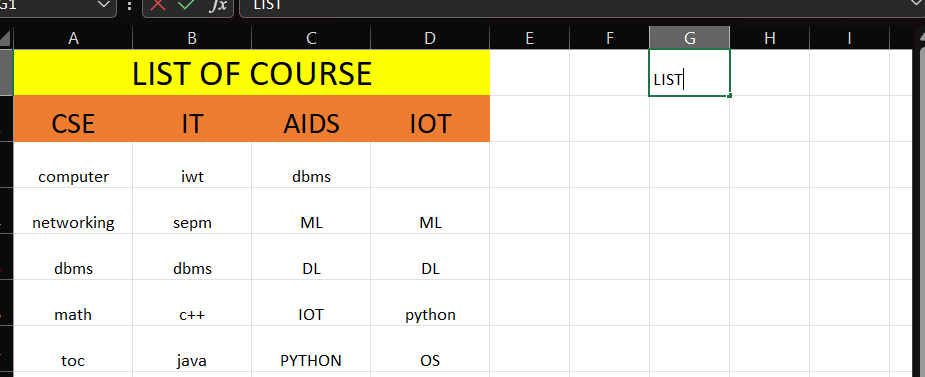 G1 fx LIST
A B C D E F G H I
LIST OF COURSE LIST
CSE IT AIDS IOT
computer iwt dbms
networking sepm ML ML
dbms dbms DL DL
math c++ IOT python
toc java PYTHON OS